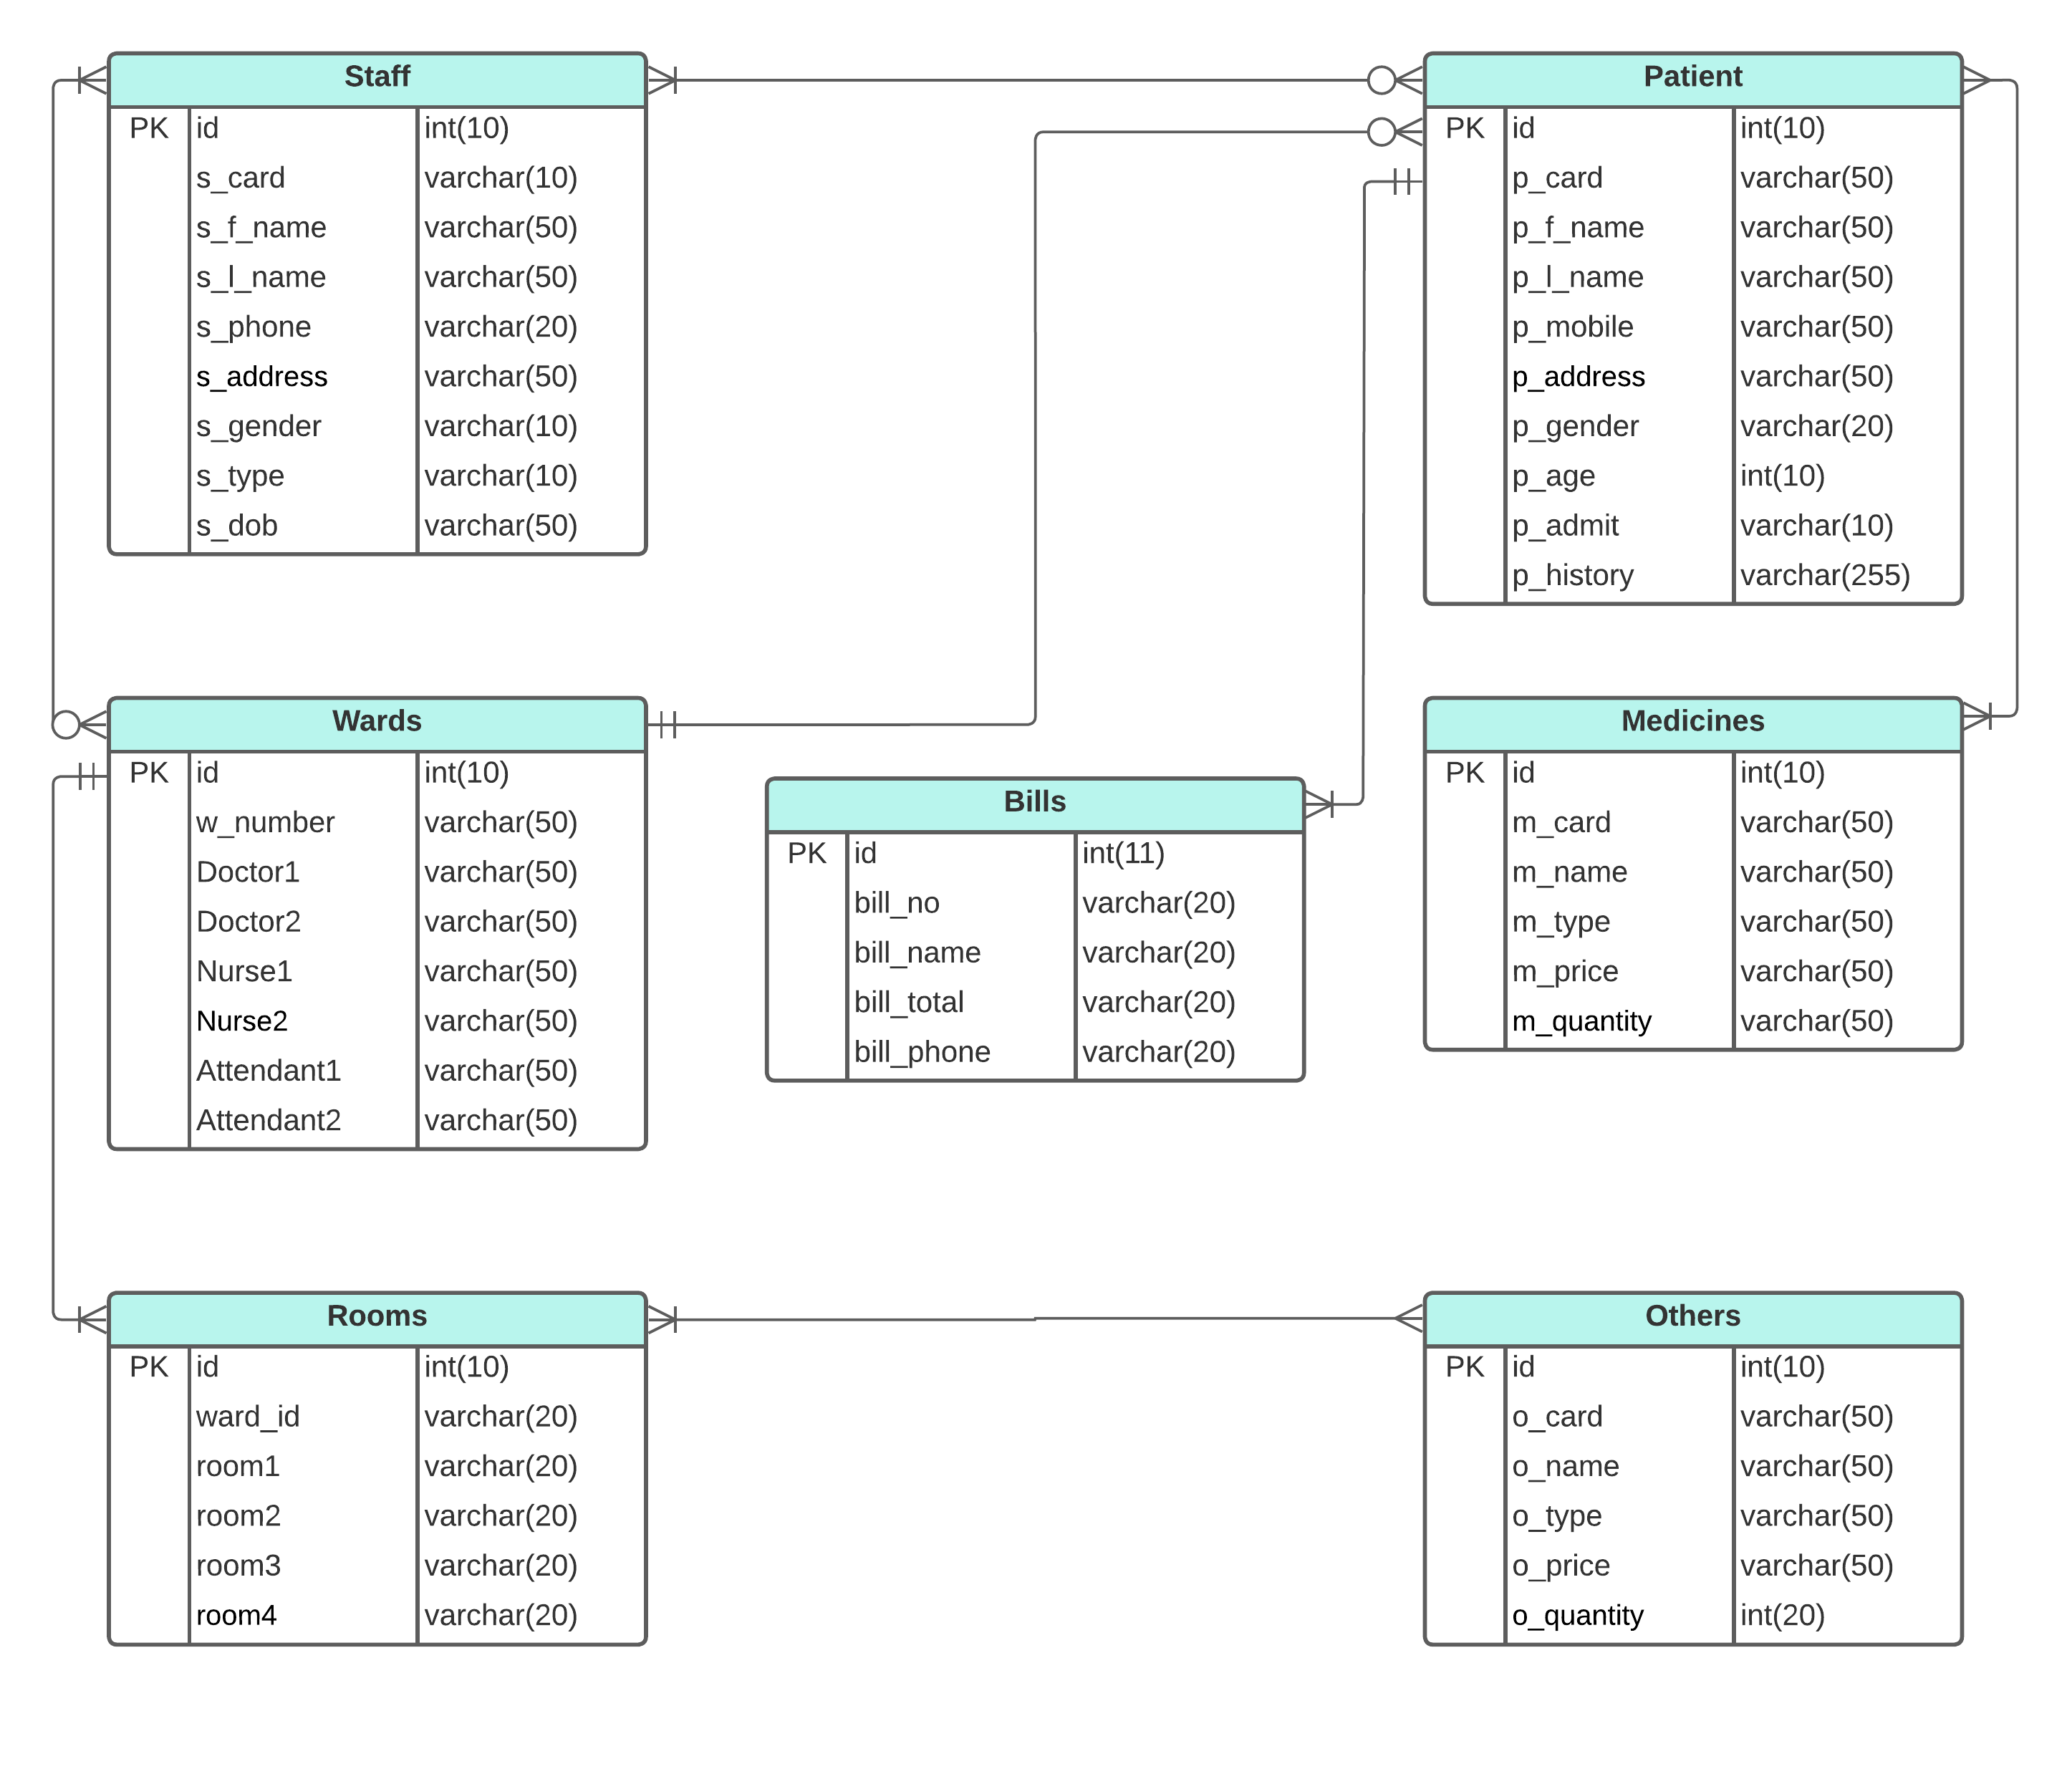 Staff
PK id int(10)
s_card varchar(10)
s_f_name varchar(50)
s_l_name varchar(50)
s_phone varchar(20)
s_address varchar(50)
s_gender varchar(10)
s_type varchar(10)
s_dob varchar(50)
Patient
PK id int(10)
p_card varchar(50)
p_f_name varchar(50)
p_l_name varchar(50)
p_mobile varchar(50)
p_address varchar(50)
p_gender varchar(20)
p_age int(10)
p_admit varchar(10)
p_history varchar(255)
Wards
PK id int(10)
w_number varchar(50)
Doctor1 varchar(50)
Doctor2 varchar(50)
Nurse1 varchar(50)
Nurse2 varchar(50)
Attendant1 varchar(50)
Attendant2 varchar(50)
Bills
PK id int(11)
bill_no varchar(20)
bill_name varchar(20)
bill_total varchar(20)
bill_phone varchar(20)
Medicines
PK id int(10)
m_card varchar(50)
m_name varchar(50)
m_type varchar(50)
m_price varchar(50)
m_quantity varchar(50)
Rooms
PK id int(10)
ward_id varchar(20)
room1 varchar(20)
room2 varchar(20)
room3 varchar(20)
room4 varchar(20)
Others
PK id int(10)
o_card varchar(50)
o_name varchar(50)
o_type varchar(50)
o_price varchar(50)
o_quantity int(20)